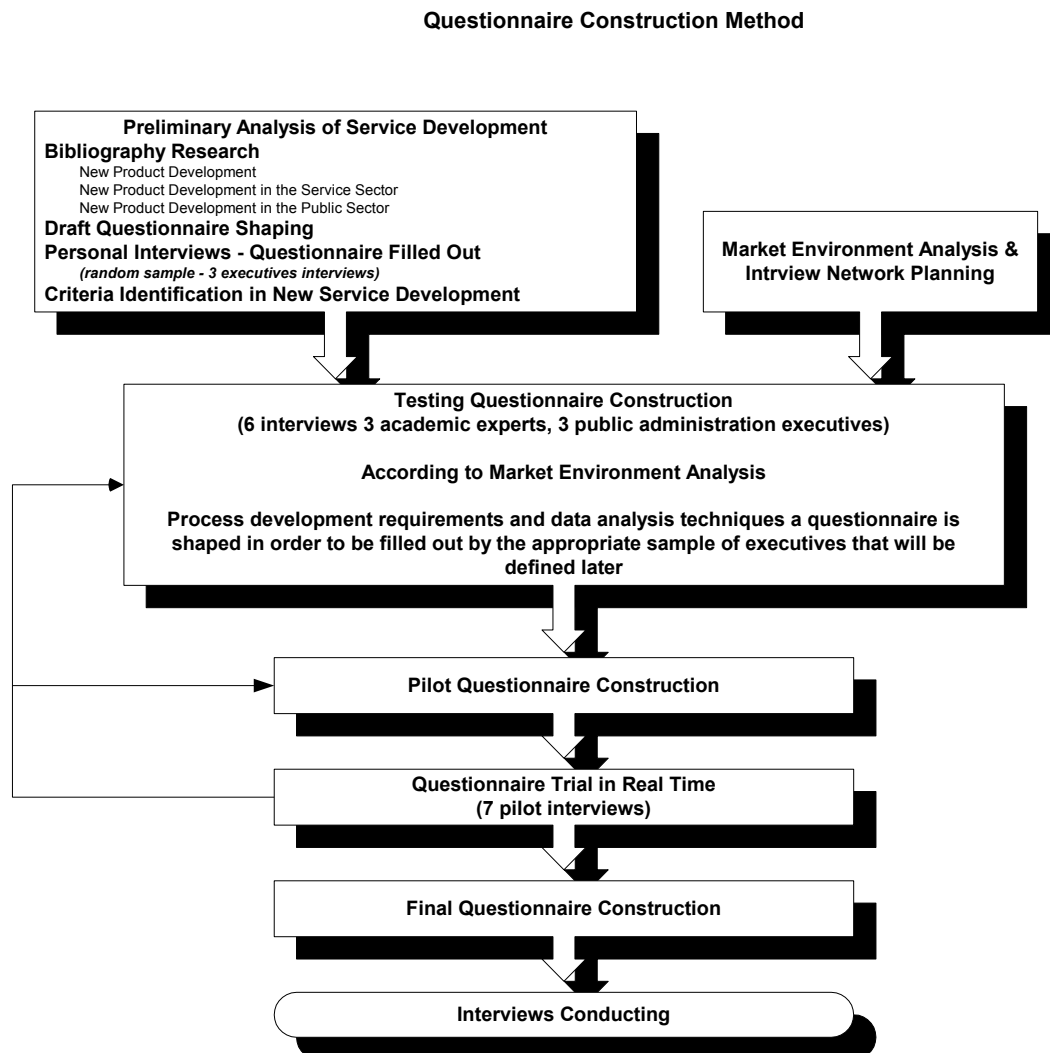 Questionnaire Construction Method
Preliminary Analysis of Service Development
Bibliography Research
New Product Development
New Product Development in the Service Sector
New Product Development in the Public Sector
Draft Questionnaire Shaping
Personal Interviews - Questionnaire Filled Out
(random sample - 3 executives interviews)
Criteria Identification in New Service Development
Market Environment Analysis &
Intrview Network Planning
Testing Questionnaire Construction
(6 interviews 3 academic experts, 3 public administration executives)
According to Market Environment Analysis
Process development requirements and data analysis techniques a questionnaire is
shaped in order to be filled out by the appropriate sample of executives that will be
defined later
Pilot Questionnaire Construction
Questionnaire Trial in Real Time
(7 pilot interviews)
Final Questionnaire Construction
Interviews Conducting